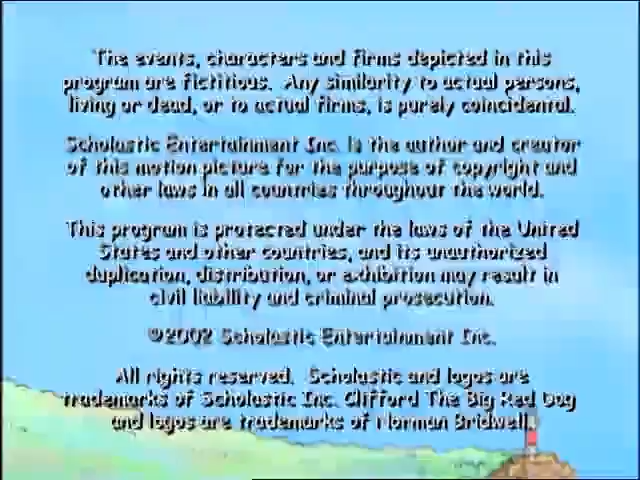 The events, characters and firms depicted in this
program are fictitious. Any similarity to actual persons,
living or dead, or to actual firms, is purely coincidental.
Scholastic Entertainment Inc. is the author and creator
of this motion picture for the purpose of copyright and
other laws in all countries throughout the world.
This program is protected under the laws of the United
States and other countries, and its unauthorized
duplication, distribution, or exhibition may result in
civil liability and criminal prosecution.
©2002 Scholastic Entertainment Inc.
All rights reserved. Scholastic and logos are
trademarks of Scholastic Inc. Clifford The Big Red Dog
and logos are trademarks of Norman Bridwell.